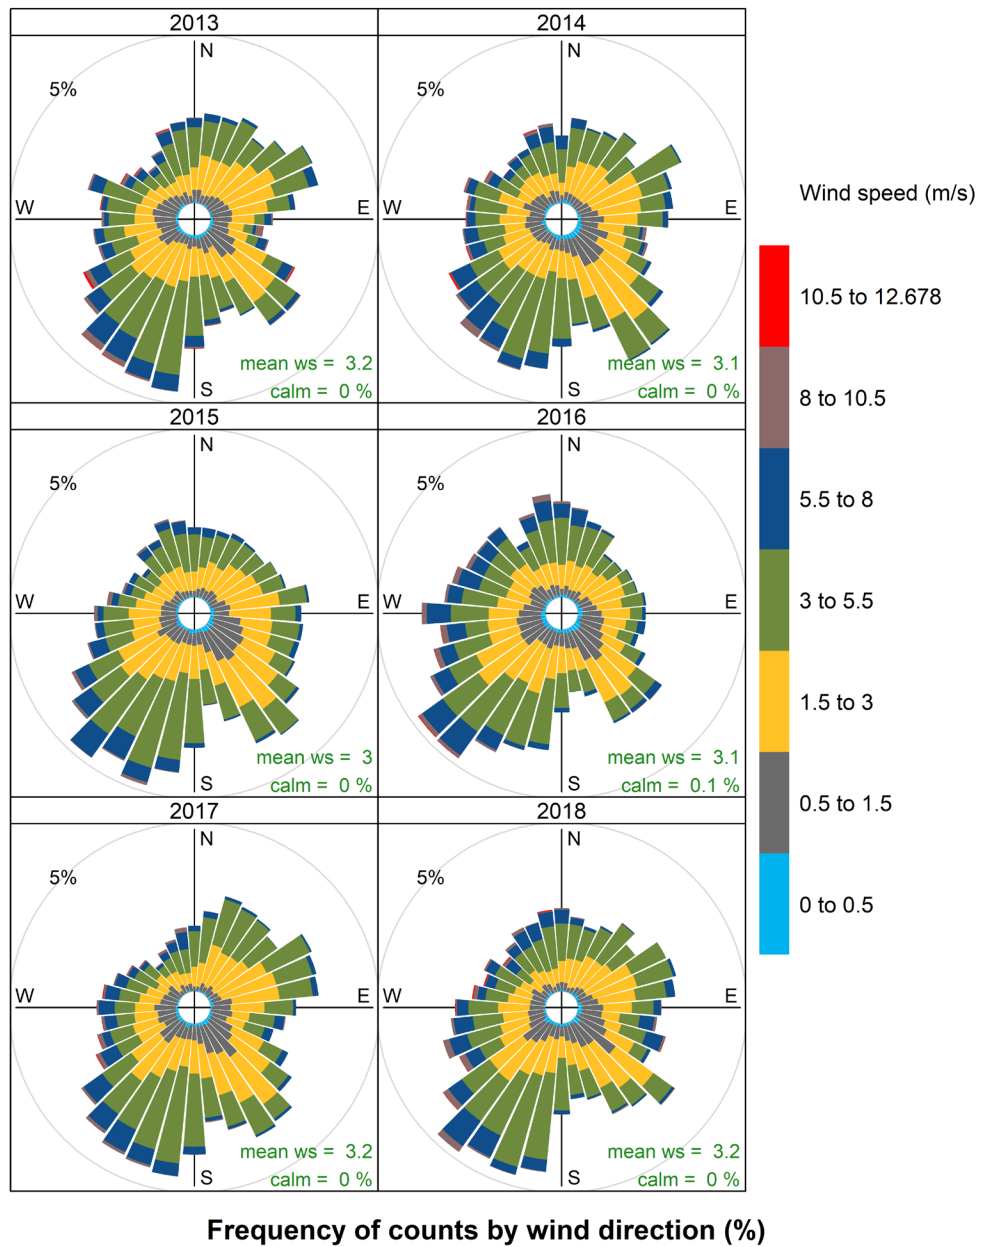 2013
N
5%
W
E
S
mean ws = 3.2
calm = 0 %
2014
N
5%
W
E
S
mean ws = 3.1
calm = 0 %
2015
N
5%
W
E
S
mean ws = 3
calm = 0 %
2016
N
5%
W
E
S
mean ws = 3.1
calm = 0.1 %
2017
N
5%
W
E
S
mean ws = 3.2
calm = 0 %
2018
N
5%
W
E
S
mean ws = 3.2
calm = 0 %
Wind speed (m/s)
10.5 to 12.678
8 to 10.5
5.5 to 8
3 to 5.5
1.5 to 3
0.5 to 1.5
0 to 0.5
Frequency of counts by wind direction (%)